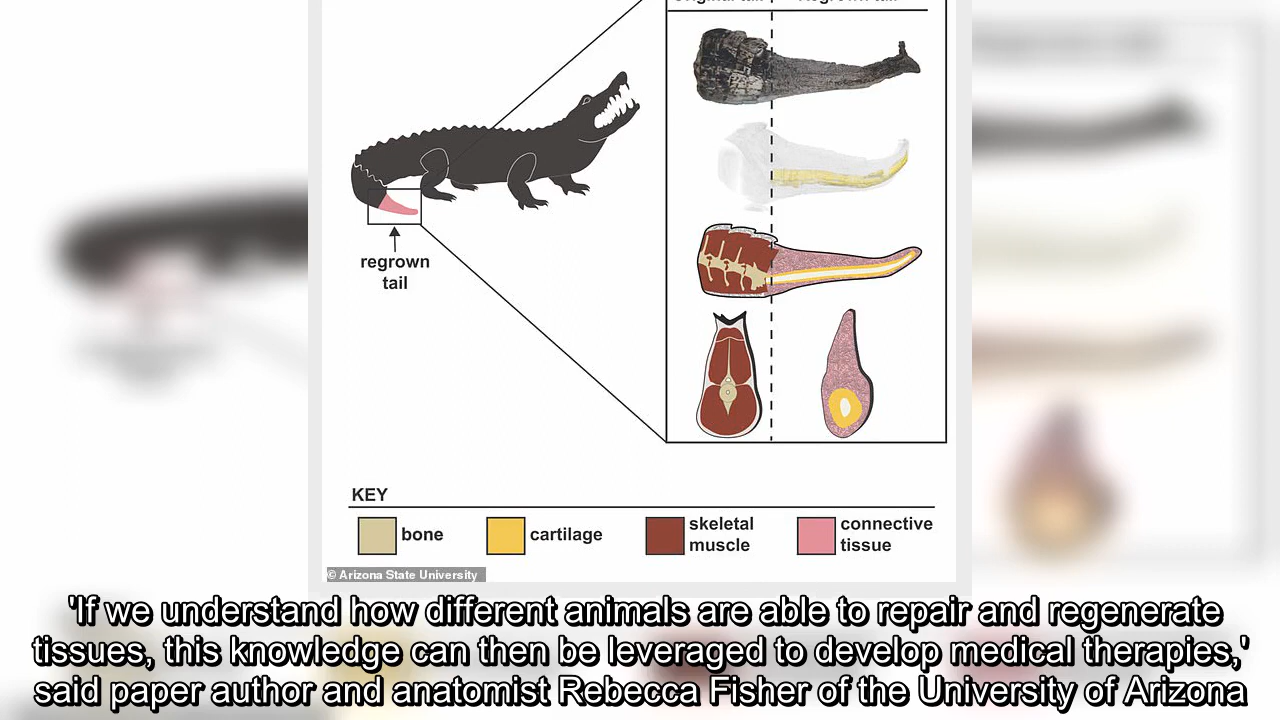 regrown
tail
KEY
bone
cartilage
skeletal
muscle
connective
tissue
© Arizona State University
'If we understand how different animals are able to repair and regenerate
tissues, this knowledge can then be leveraged to develop medical therapies,'
said paper author and anatomist Rebecca Fisher of the University of Arizona